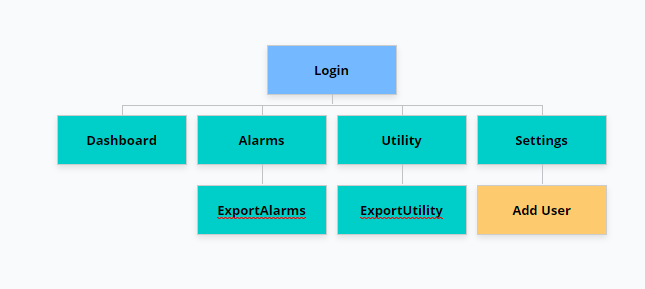 Login
Dashboard
Alarms
Utility
Settings
ExportAlarms
ExportUtility
Add User